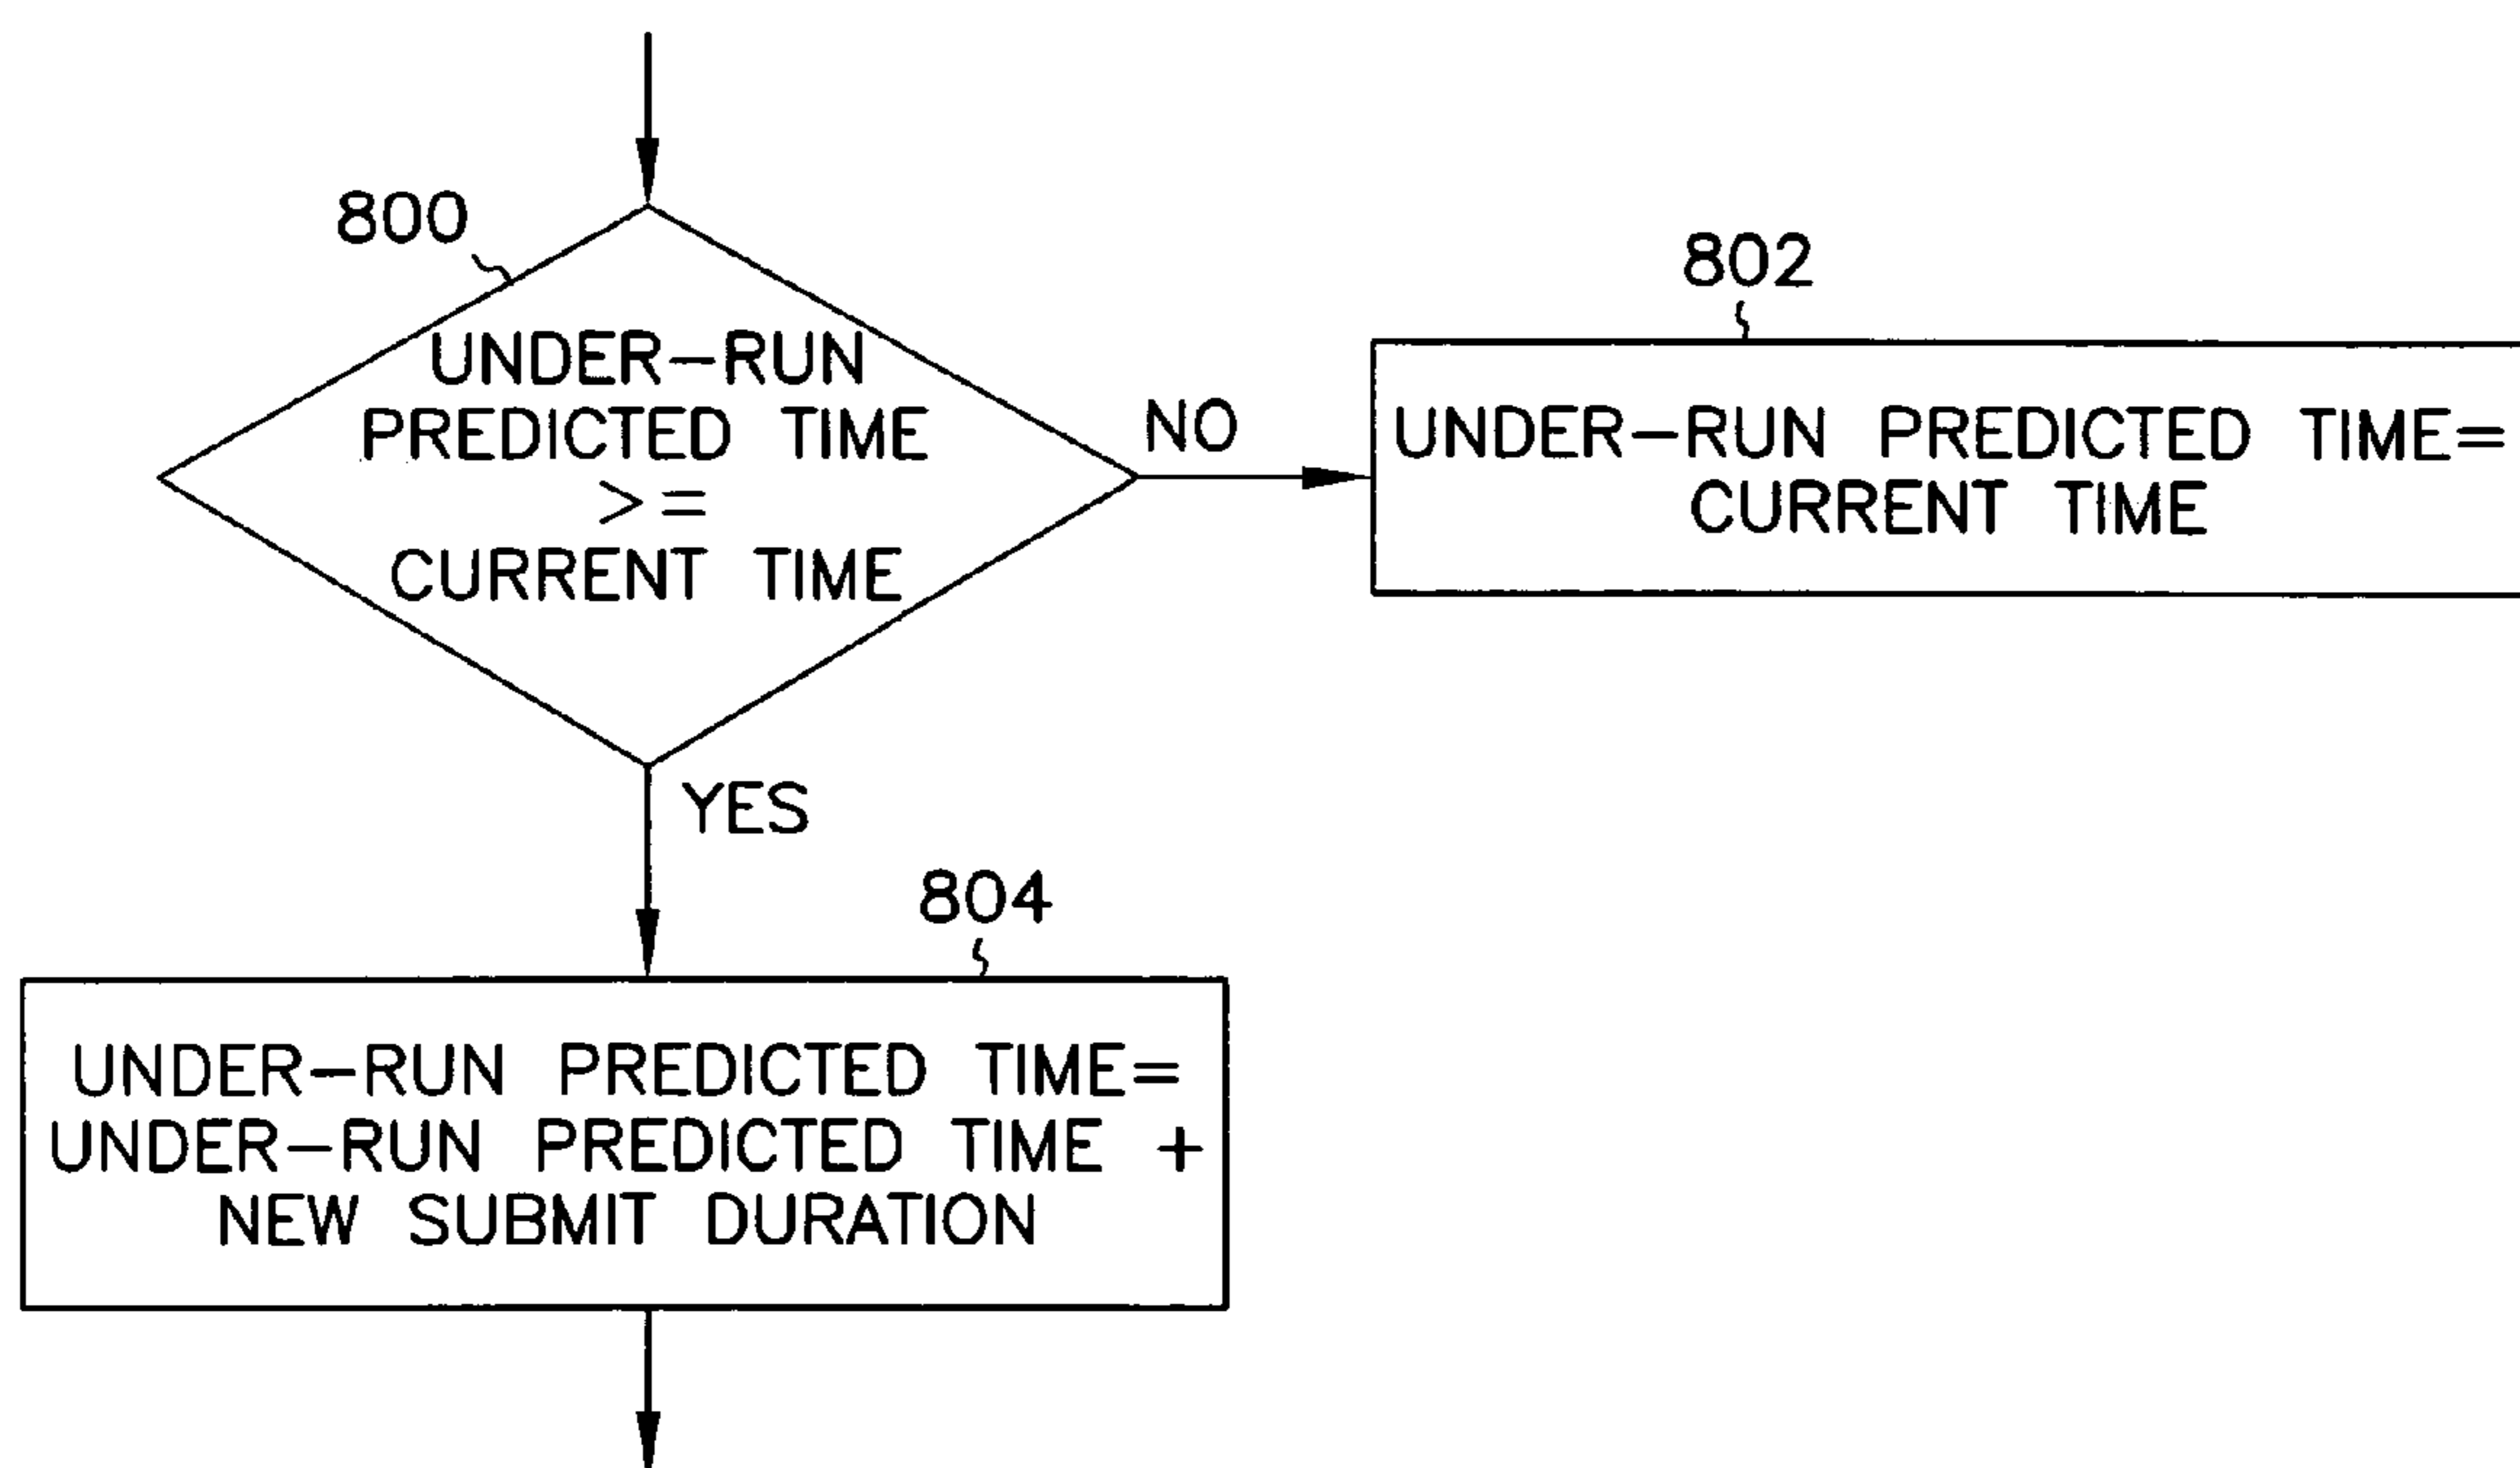 800
UNDER-RUN
PREDICTED TIME
>=
CURRENT TIME
NO
802
UNDER-RUN PREDICTED TIME=
CURRENT TIME
YES
804
UNDER-RUN PREDICTED TIME=
UNDER-RUN PREDICTED TIME +
NEW SUBMIT DURATION